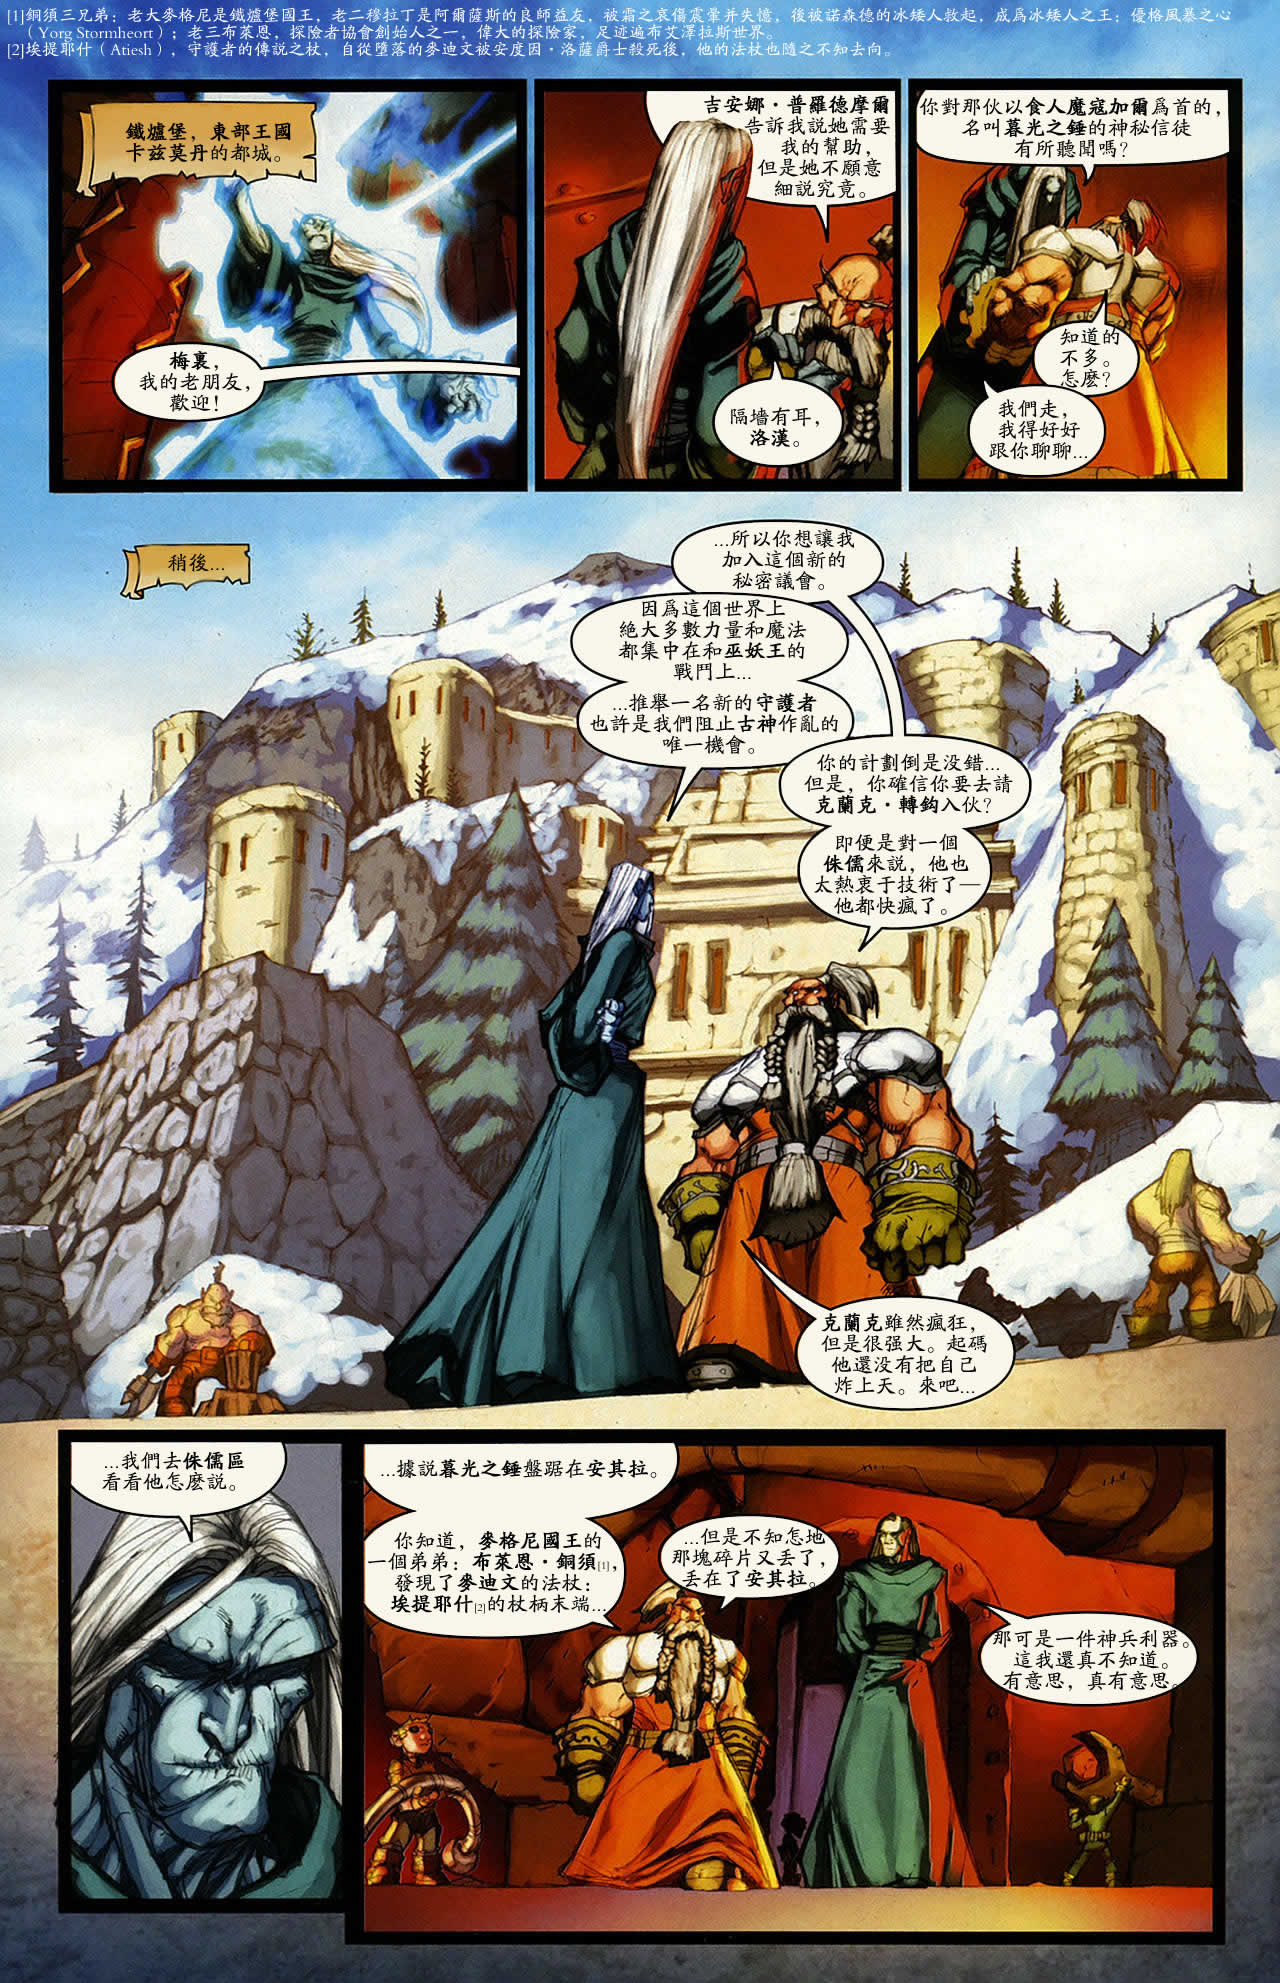 [1]銅須三兄弟：老大麥格尼是鐵爐堡國王，老二穆拉丁是阿爾薩斯的良師益友，被霜之哀傷震暈并失憶，後被諾森德的冰矮人救起，成爲冰矮人之王；優格風暴之心
（Yorg Stormheort）；老三布萊恩，探險者協會創始人之一，偉大的探險家，足迹遍布艾澤拉斯世界。
[2]埃提耶什（Atiesh），守護者的傳說之杖，自從墮落的麥迪文被安度因·洛薩爵士殺死後，他的法杖也隨之不知去向。
鐵爐堡，東部王國
卡兹莫丹的都城。
梅裏，
我的老朋友，
歡迎！
吉安娜·普羅德摩爾
告訴我説她需要
我的幫助，
但是她不願意
細説究竟。
隔墙有耳，
洛漢。
你對那伙以食人魔寇加爾爲首的，
名叫暮光之錘的神秘信徒
有所聽聞嗎？
知道的
不多。
怎麽？
我們走，
我得好好
跟你聊聊...
稍後...
...所以你想讓我
加入這個新的
秘密議會。
因爲這個世界上
絶大多數力量和魔法
都集中在和巫妖王的
戰鬥上...
...推舉一名新的守護者
也許是我們阻止古神作亂的
唯一機會。
你的計劃倒是没錯...
但是，你確信你要去請
克蘭克·轉鈎入伙？
即便是對一個
侏儒來説，他也
太熱衷于技術了—
他都快瘋了。
克蘭克雖然瘋狂，
但是很强大。起碼
他還没有把自己
炸上天。來吧...
...我們去侏儒區
看看他怎麽説。
...據説暮光之錘盤踞在安其拉。
你知道，麥格尼國王的
一個弟弟：布萊恩·銅須[1]，
發現了麥迪文的法杖：
埃提耶什[2]的杖柄末端...
...但是不知怎地
那塊碎片又丢了，
丢在了安其拉。
那可是一件神兵利器。
這我還真不知道。
有意思，真有意思。